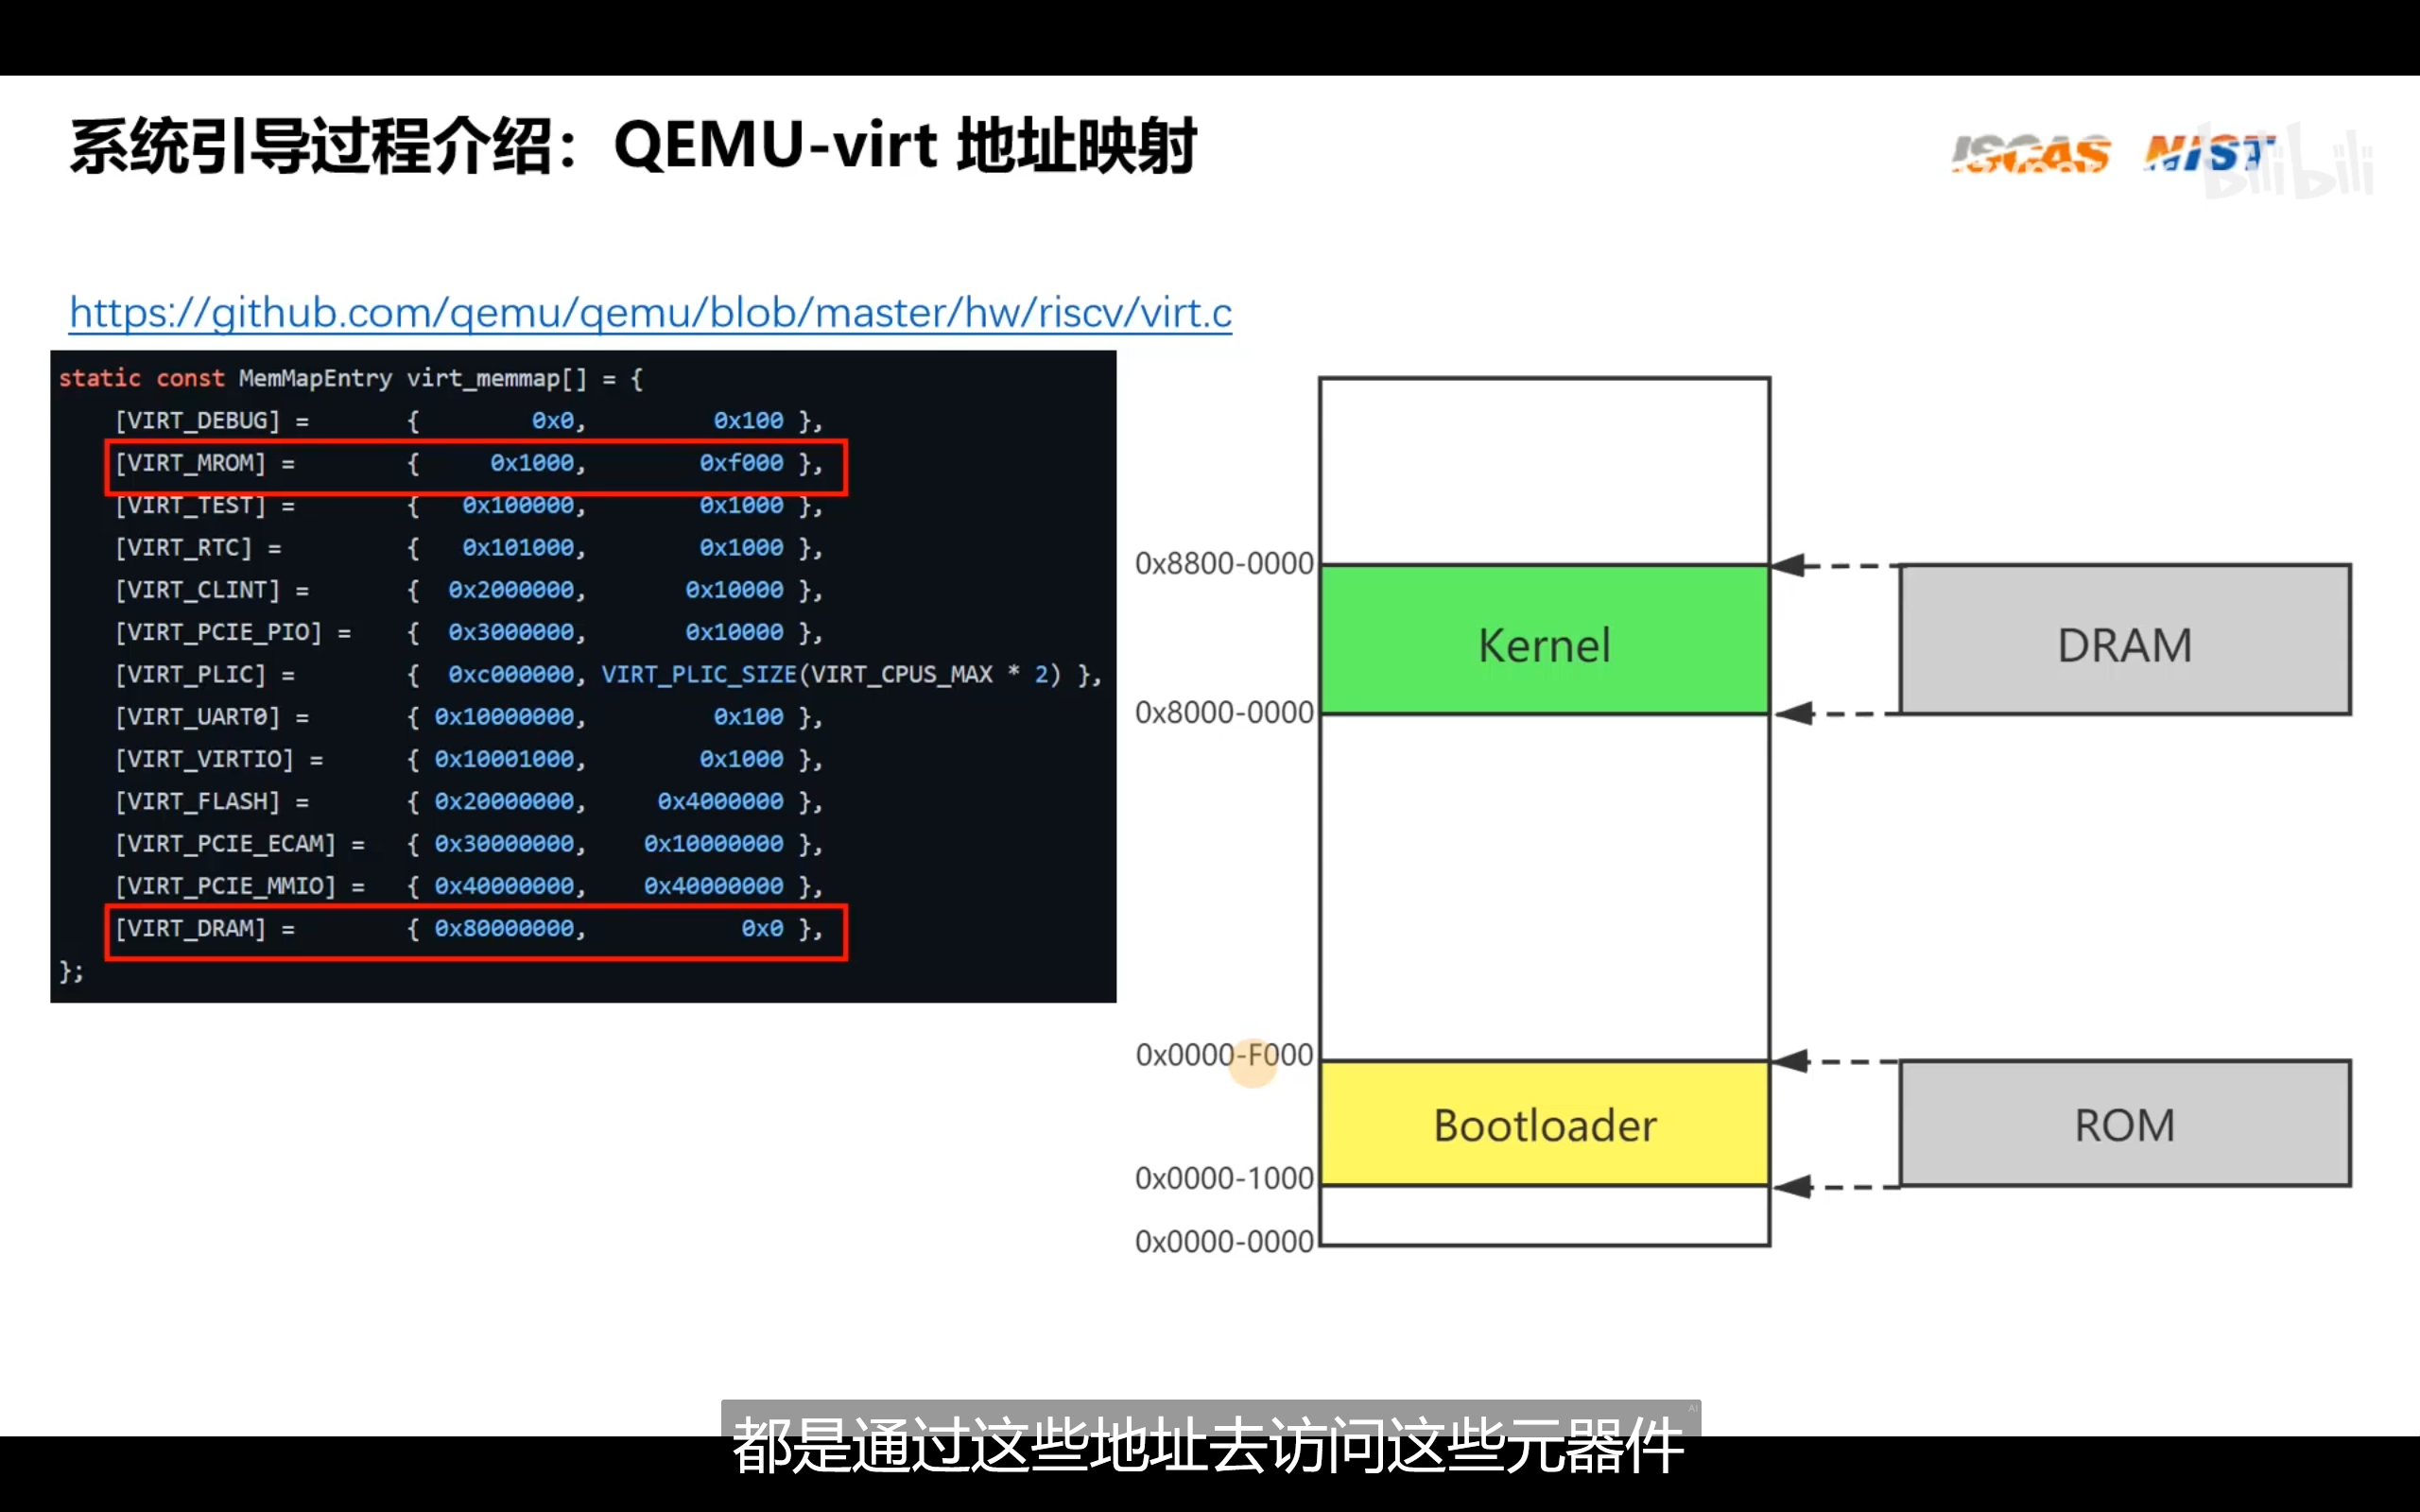 系统引导过程介绍：QEMU-virt 地址映射
ISCAS NIST
bilibili
https://github.com/qemu/qemu/blob/master/hw/riscv/virt.c
static const MemMapEntry virt_memmap[] = {
[VIRT_DEBUG] = { 0x0, 0x100 },
[VIRT_MROM] = { 0x1000, 0xf000 },
[VIRT_TEST] = { 0x100000, 0x1000 },
[VIRT_RTC] = { 0x101000, 0x1000 },
[VIRT_CLINT] = { 0x2000000, 0x10000 },
[VIRT_PCIE_PIO] = { 0x3000000, 0x10000 },
[VIRT_PLIC] = { 0xc000000, VIRT_PLIC_SIZE(VIRT_CPUS_MAX * 2) },
[VIRT_UART0] = { 0x10000000, 0x100 },
[VIRT_VIRTIO] = { 0x10001000, 0x1000 },
[VIRT_FLASH] = { 0x20000000, 0x4000000 },
[VIRT_PCIE_ECAM] = { 0x30000000, 0x10000000 },
[VIRT_PCIE_MMIO] = { 0x40000000, 0x40000000 },
[VIRT_DRAM] = { 0x80000000, 0x0 },
};
0x8800-0000
Kernel
DRAM
0x8000-0000
0x0000-F000
Bootloader
ROM
0x0000-1000
0x0000-0000
AI
都是通过这些地址去访问这些元器件